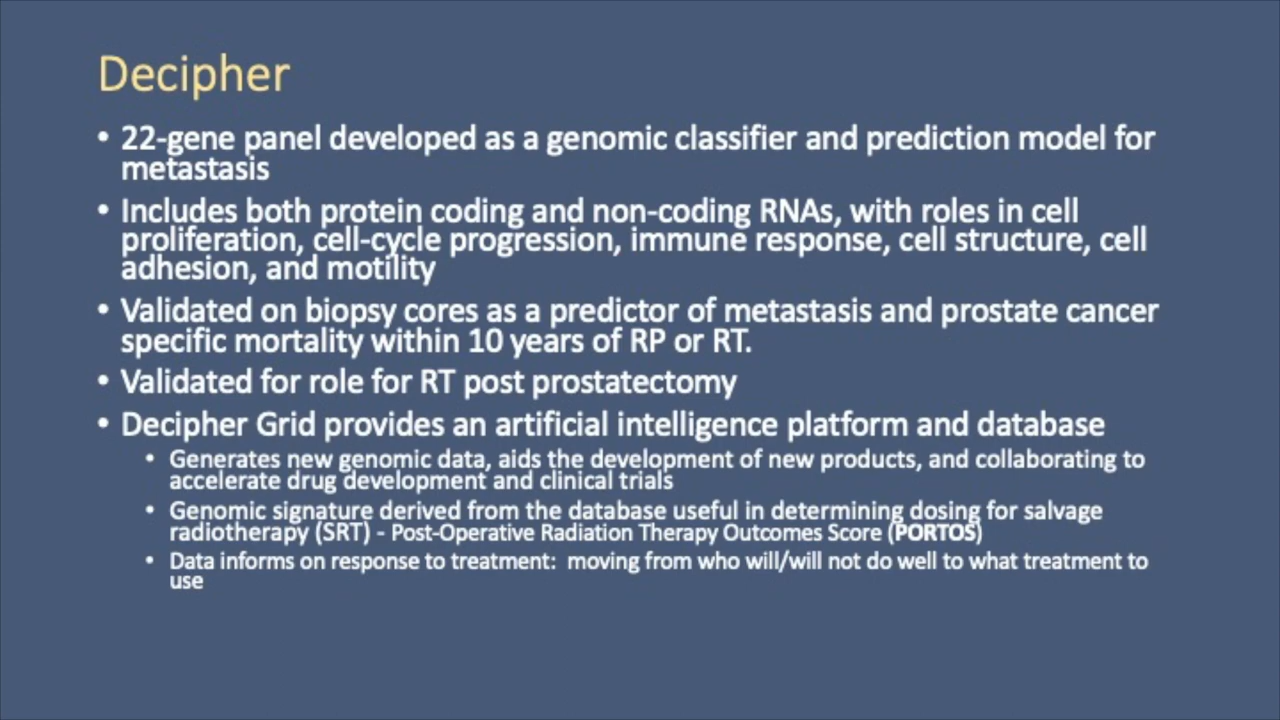 Decipher
• 22-gene panel developed as a genomic classifier and prediction model for
metastasis
• Includes both protein coding and non-coding RNAs, with roles in cell
proliferation, cell-cycle progression, immune response, cell structure, cell
adhesion, and motility
• Validated on biopsy cores as a predictor of metastasis and prostate cancer
specific mortality within 10 years of RP or RT.
• Validated for role for RT post prostatectomy
• Decipher Grid provides an artificial intelligence platform and database
• Generates new genomic data, aids the development of new products, and collaborating to
accelerate drug development and clinical trials
• Genomic signature derived from the database useful in determining dosing for salvage
radiotherapy (SRT) - Post-Operative Radiation Therapy Outcomes Score (PORTOS)
• Data informs on response to treatment:  moving from who will/will not do well to what treatment to
use